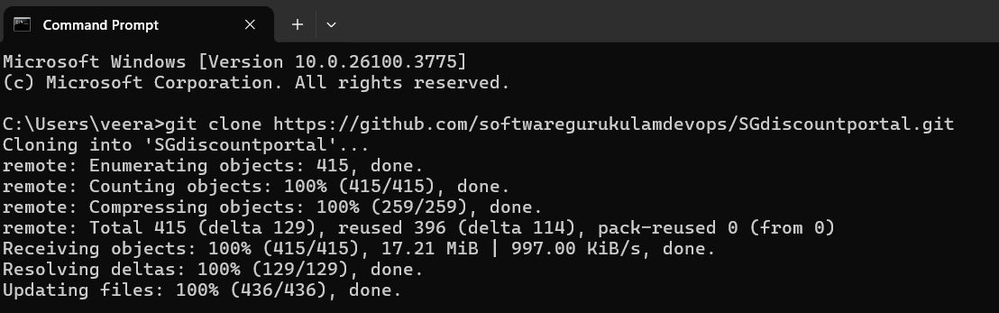 Command Prompt
Microsoft Windows [Version 10.0.26100.3775]
(c) Microsoft Corporation. All rights reserved.
C:\Users\veera>git clone https://github.com/softwaregurukulamdevops/SGdiscountportal.git
Cloning into 'SGdiscountportal'...
remote: Enumerating objects: 415, done.
remote: Counting objects: 100% (415/415), done.
remote: Compressing objects: 100% (259/259), done.
remote: Total 415 (delta 129), reused 396 (delta 114), pack-reused 0 (from 0)
Receiving objects: 100% (415/415), 17.21 MiB | 997.00 KiB/s, done.
Resolving deltas: 100% (129/129), done.
Updating files: 100% (436/436), done.